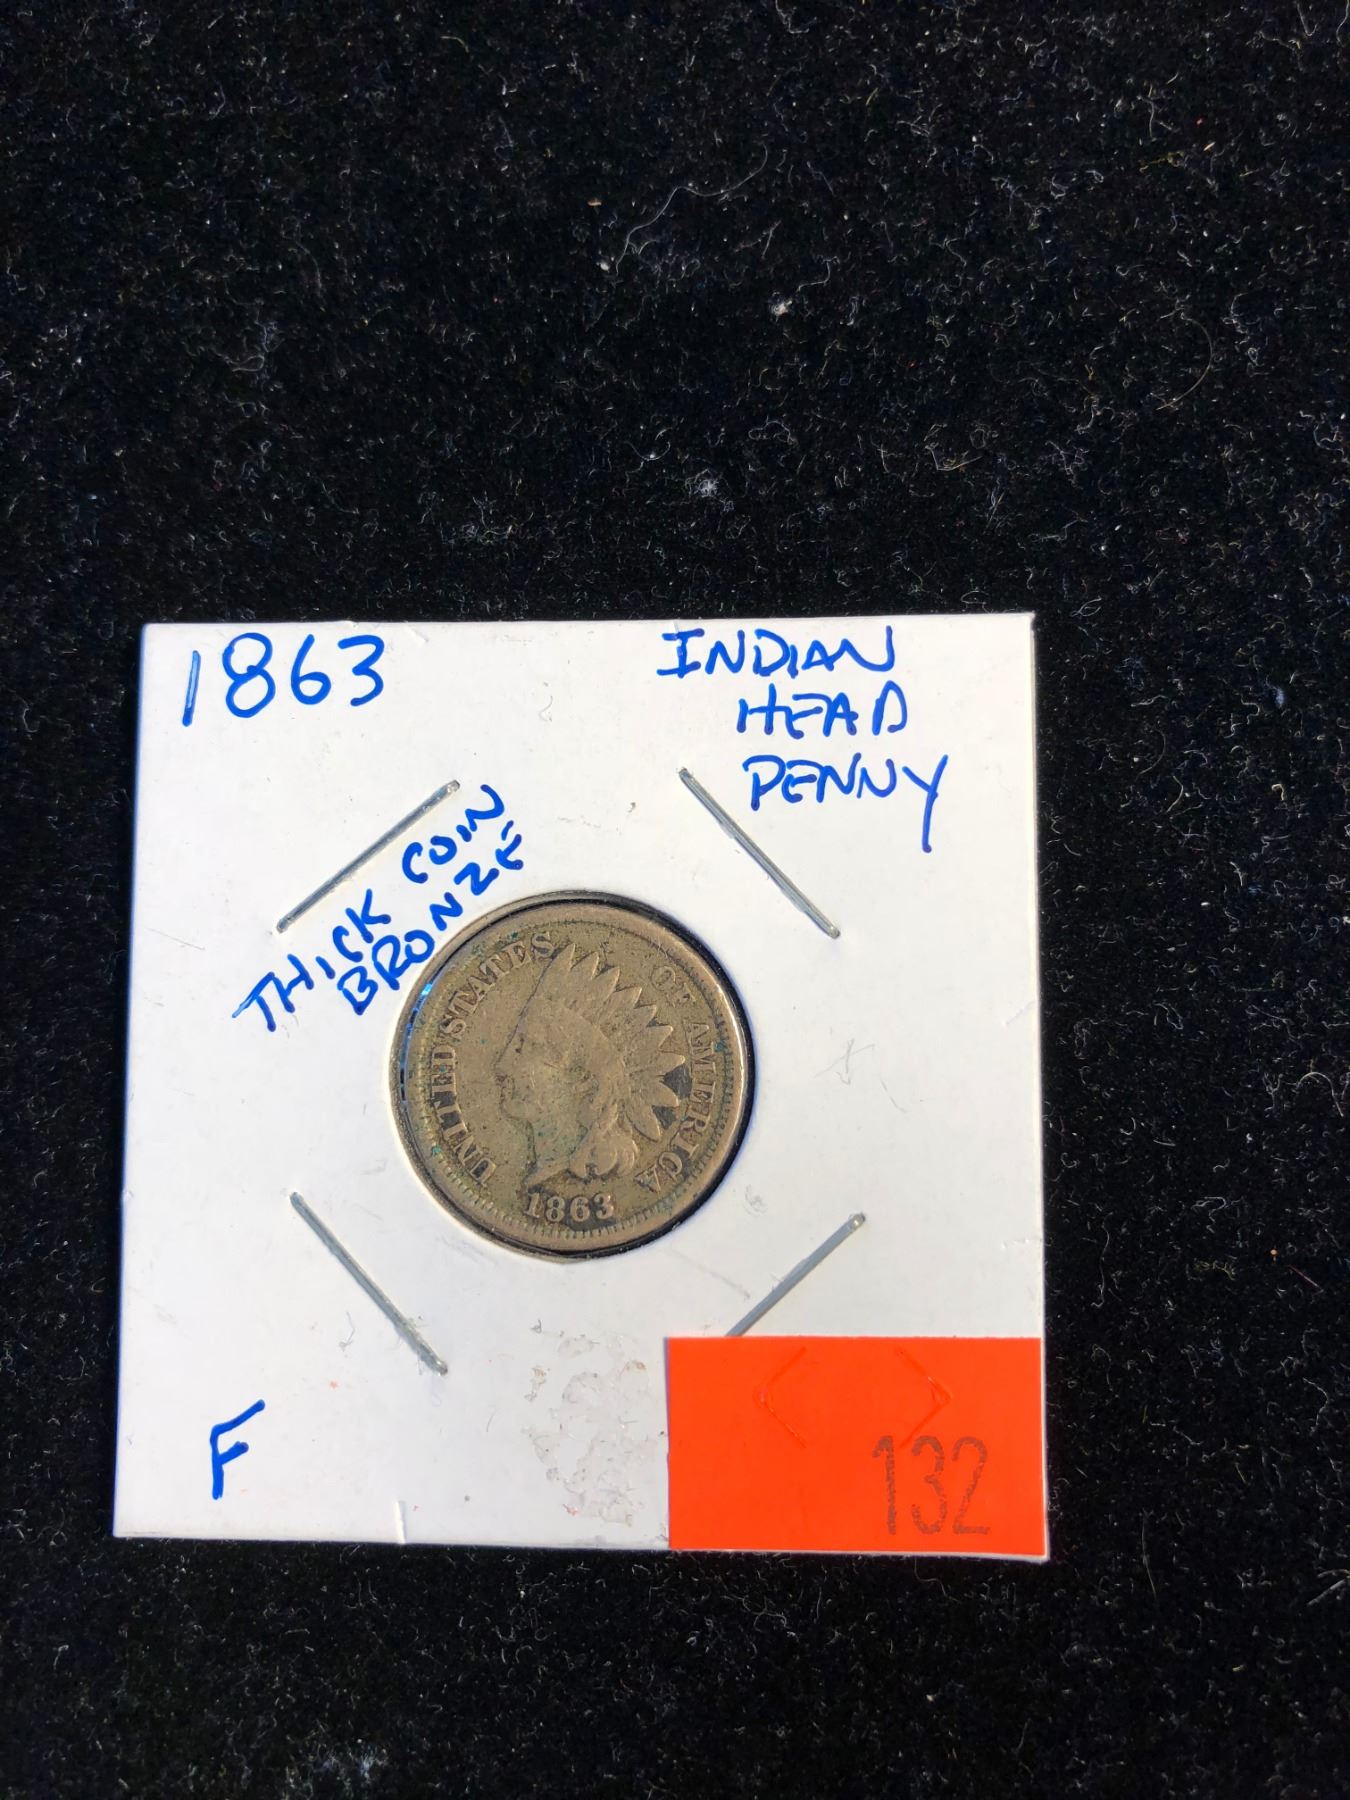 1863
INDIAN
HEAD
PENNY
THICK COIN
BRONZE
UNITED STATES OF AMERICA
1863
F
132